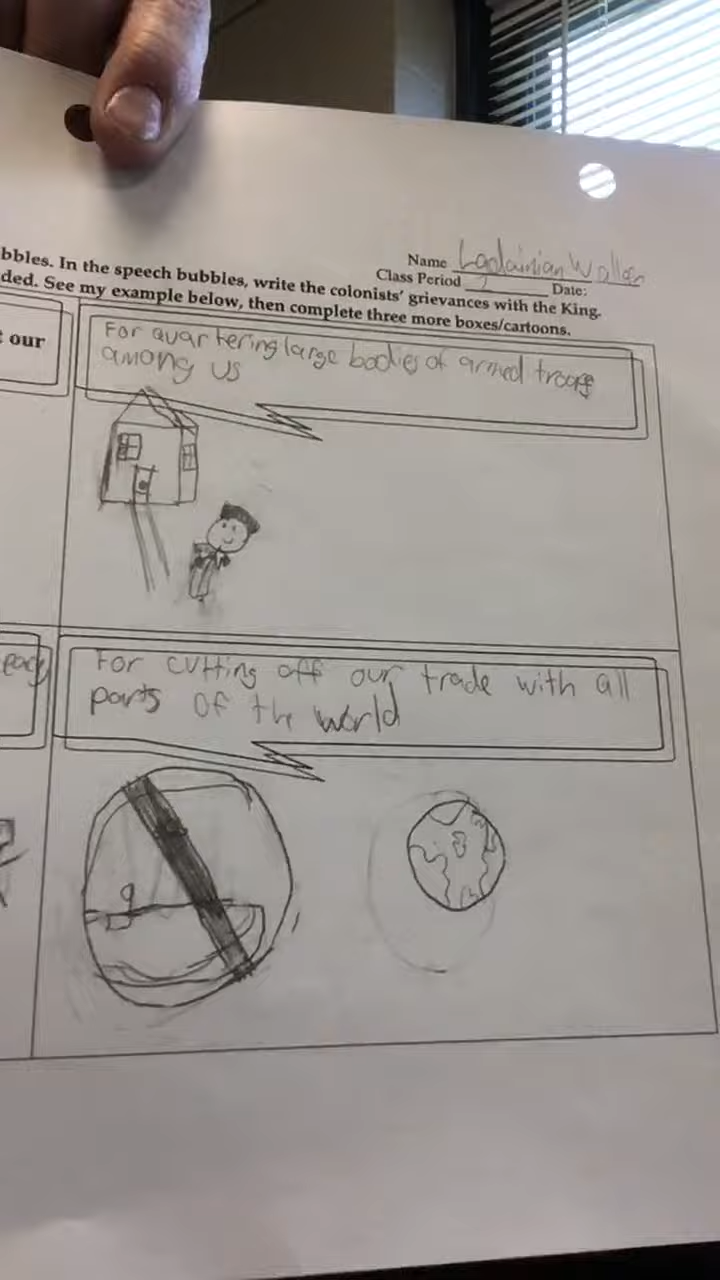 Name
Class Period Date:
bbles. In the speech bubbles, write the colonists' grievances with the King.
ded. See my example below, then complete three more boxes/cartoons.
our
For quartering large bodies of armed troops
among us
For cutting off our trade with all
parts of the world